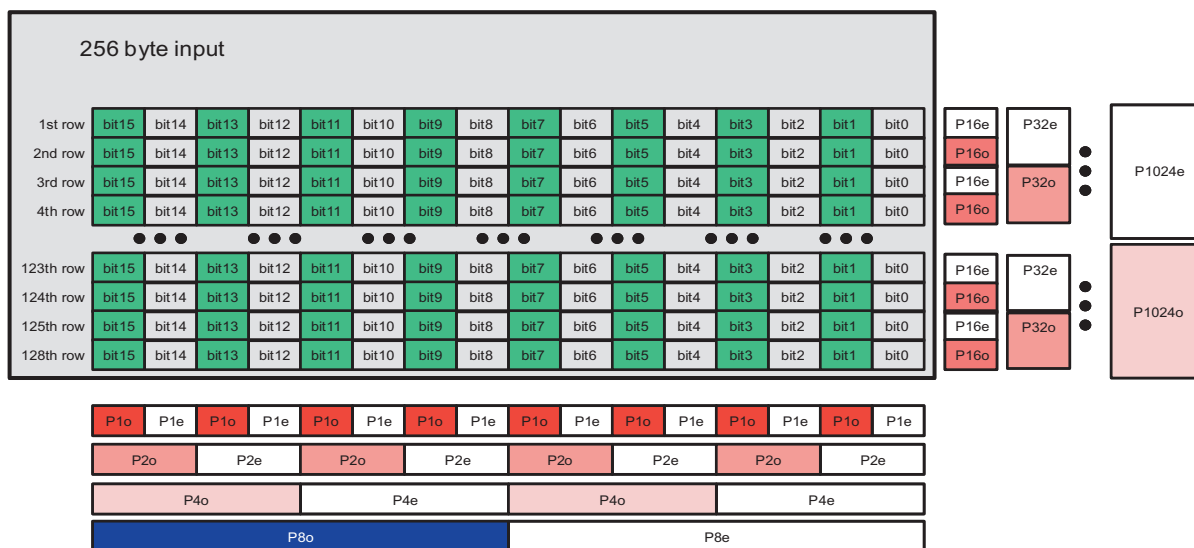 256 byte input
1st row bit15 bit14 bit13 bit12 bit11 bit10 bit9 bit8 bit7 bit6 bit5 bit4 bit3 bit2 bit1 bit0 P16e P32e
2nd row bit15 bit14 bit13 bit12 bit11 bit10 bit9 bit8 bit7 bit6 bit5 bit4 bit3 bit2 bit1 bit0 P16o
3rd row bit15 bit14 bit13 bit12 bit11 bit10 bit9 bit8 bit7 bit6 bit5 bit4 bit3 bit2 bit1 bit0 P16e P32o P1024e
4th row bit15 bit14 bit13 bit12 bit11 bit10 bit9 bit8 bit7 bit6 bit5 bit4 bit3 bit2 bit1 bit0 P16o
123th row bit15 bit14 bit13 bit12 bit11 bit10 bit9 bit8 bit7 bit6 bit5 bit4 bit3 bit2 bit1 bit0 P16e P32e
124th row bit15 bit14 bit13 bit12 bit11 bit10 bit9 bit8 bit7 bit6 bit5 bit4 bit3 bit2 bit1 bit0 P16o
125th row bit15 bit14 bit13 bit12 bit11 bit10 bit9 bit8 bit7 bit6 bit5 bit4 bit3 bit2 bit1 bit0 P16e P32o P1024o
128th row bit15 bit14 bit13 bit12 bit11 bit10 bit9 bit8 bit7 bit6 bit5 bit4 bit3 bit2 bit1 bit0 P16o
P1o P1e P1o P1e P1o P1e P1o P1e P1o P1e P1o P1e P1o P1e P1o P1e
P2o P2e P2o P2e P2o P2e P2o P2e
P4o P4e P4o P4e
P8o P8e